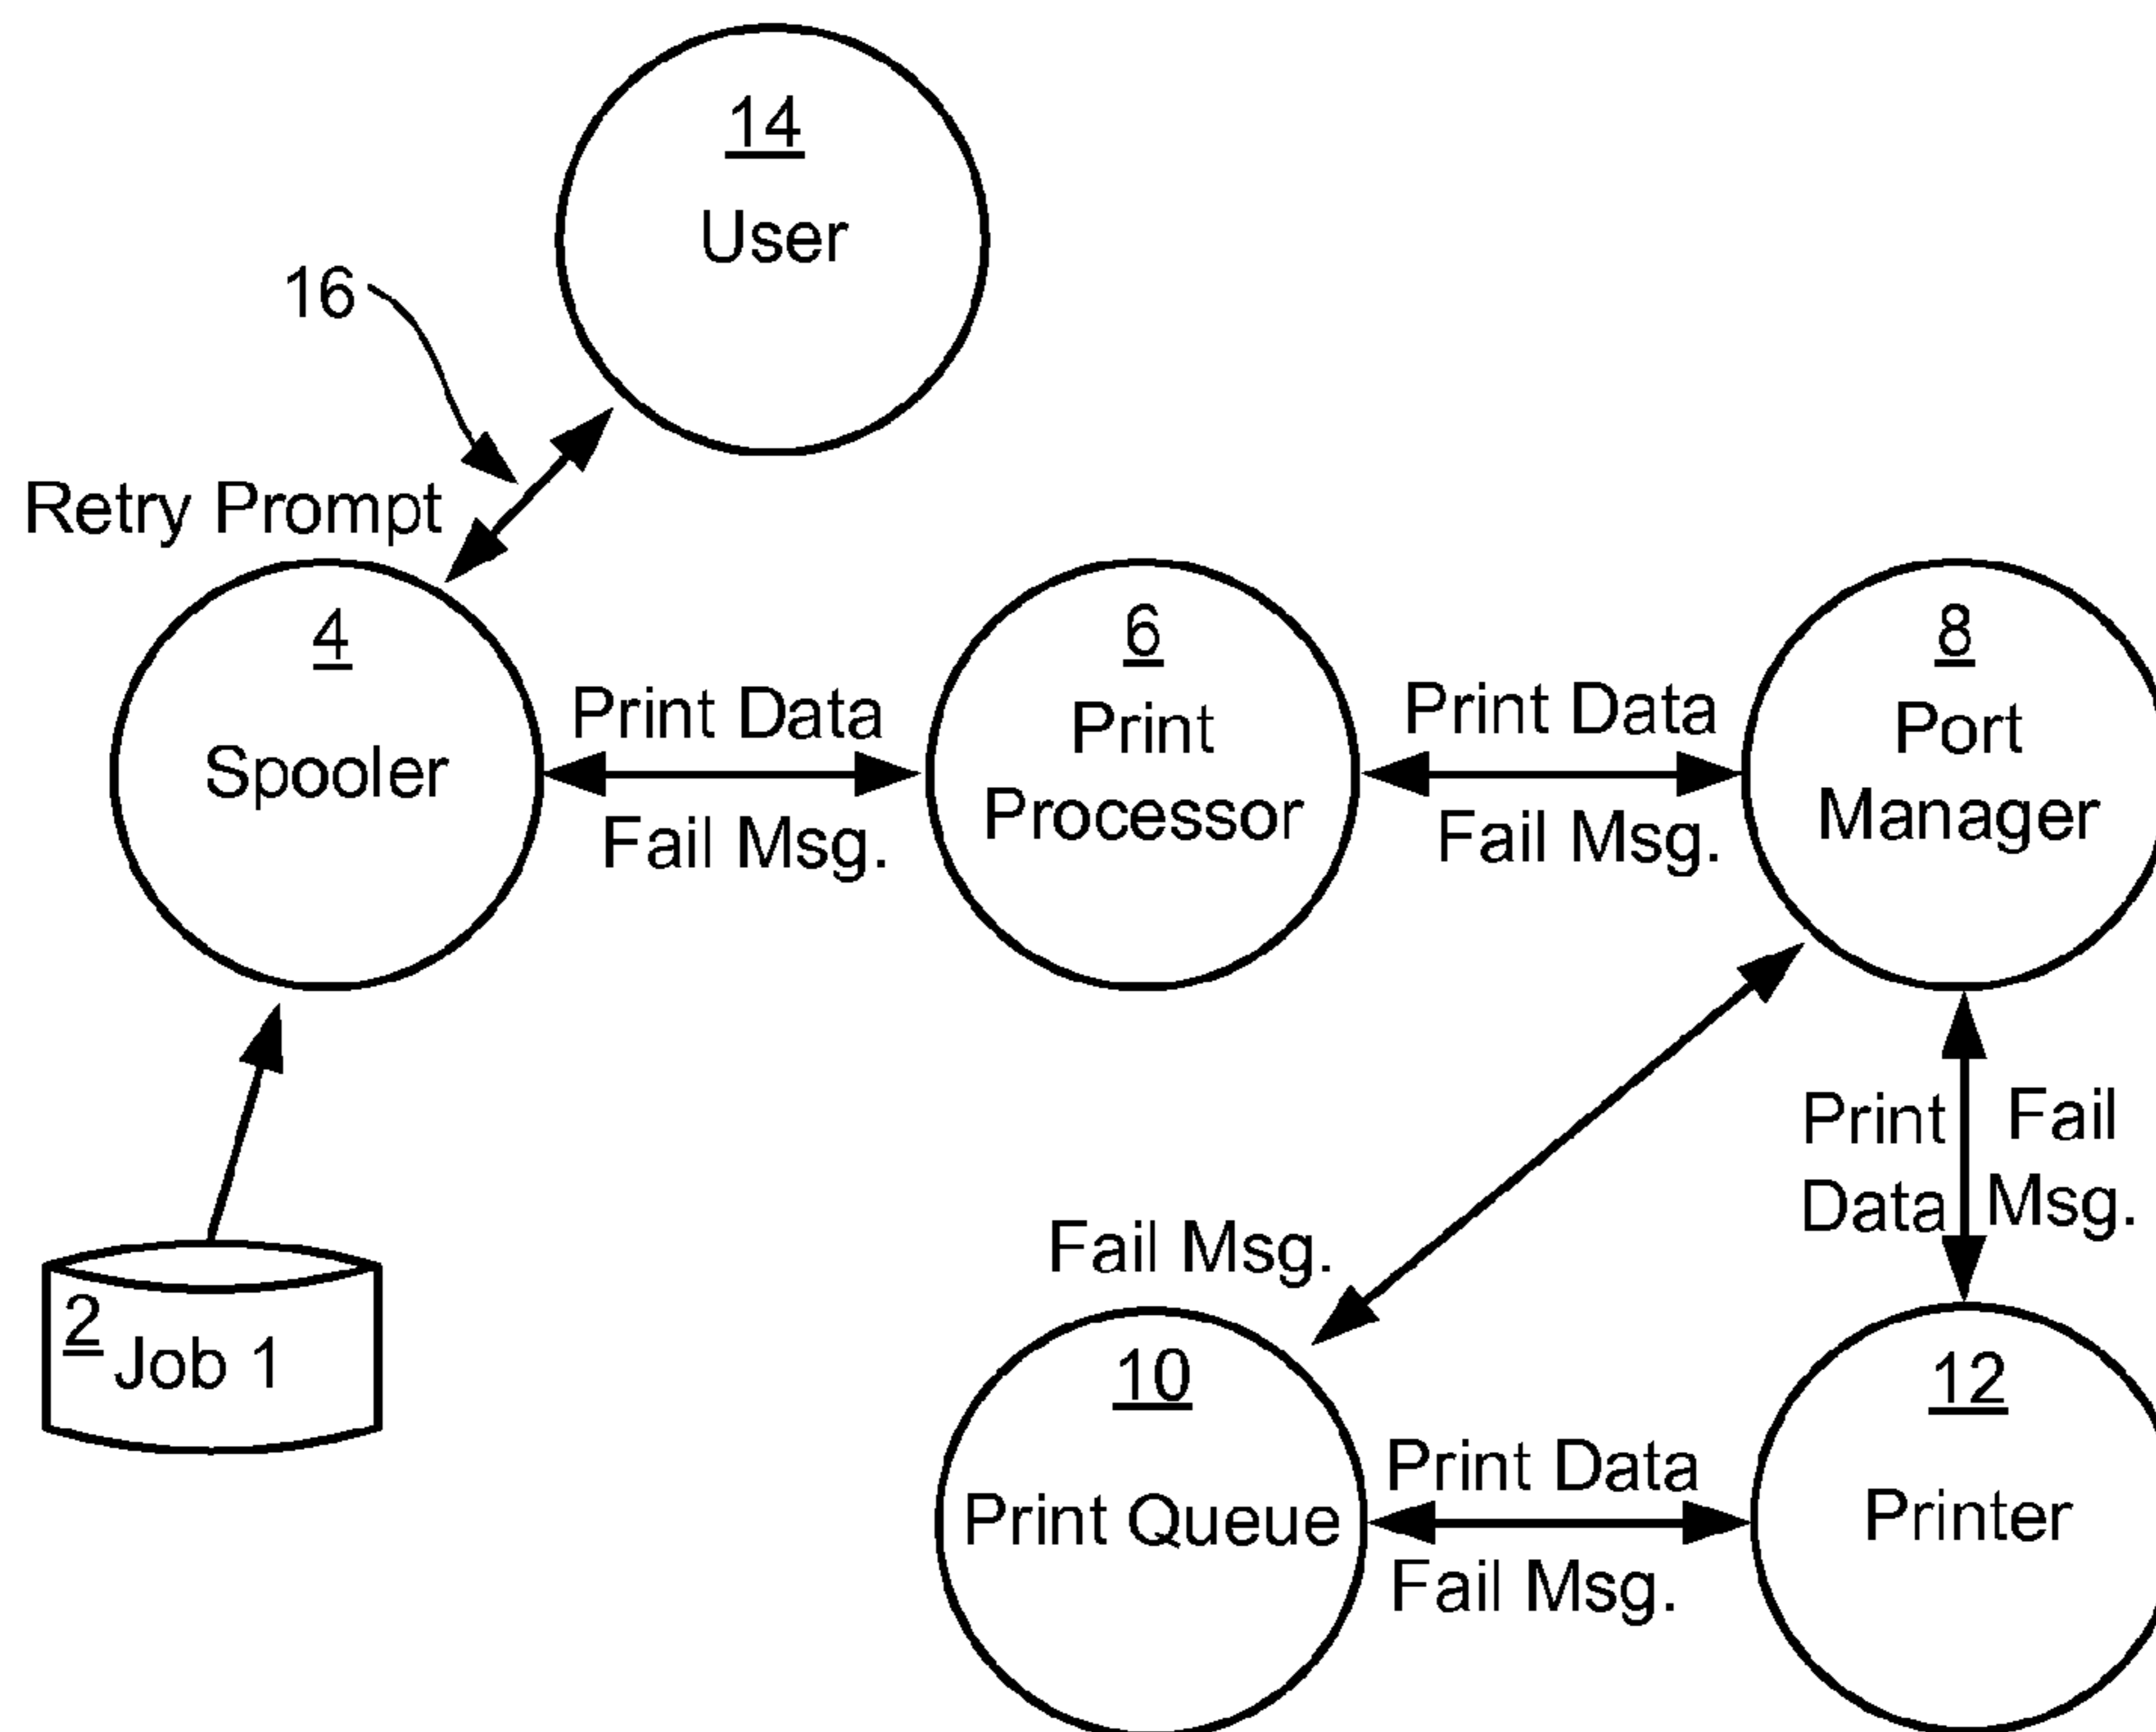 14
User
16
Retry Prompt
4
Spooler
Print Data
Fail Msg.
6
Print
Processor
Print Data
Fail Msg.
8
Port
Manager
Print
Data
Fail
Msg.
Fail Msg.
2
Job 1
10
Print Queue
Print Data
Fail Msg.
12
Printer